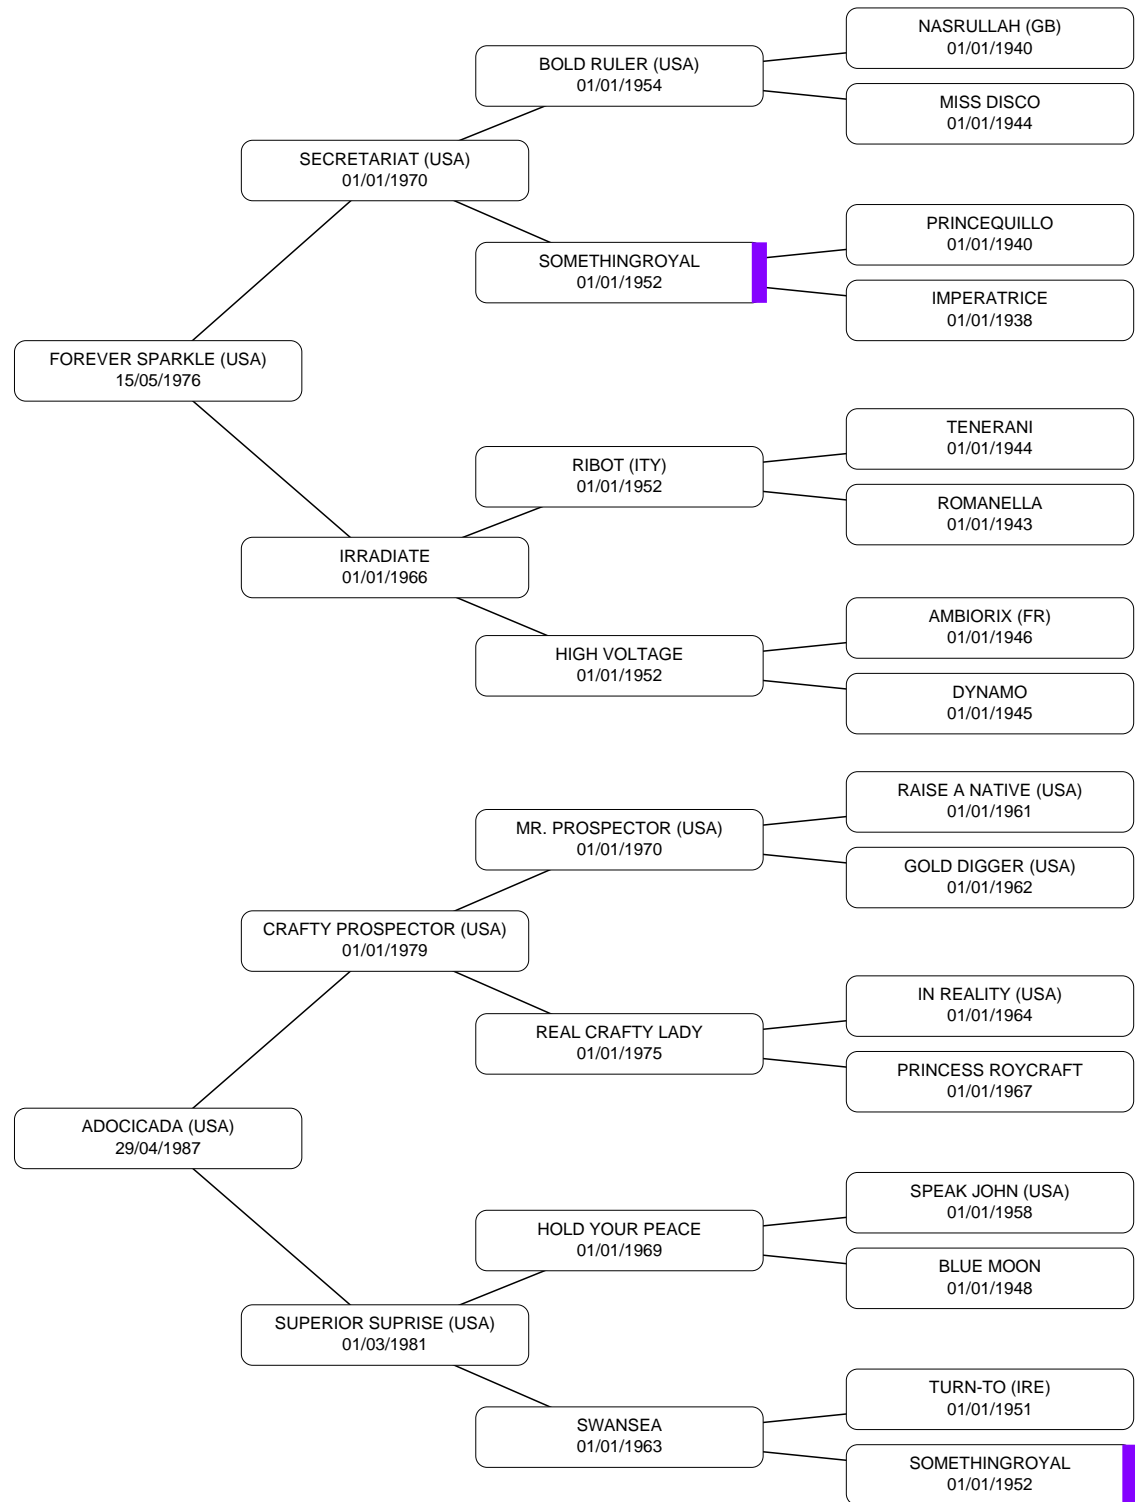 NASRULLAH (GB)
01/01/1940
BOLD RULER (USA)
01/01/1954
MISS DISCO
01/01/1944
SECRETARIAT (USA)
01/01/1970
PRINCEQUILLO
01/01/1940
SOMETHINGROYAL
01/01/1952
IMPERATRICE
01/01/1938
FOREVER SPARKLE (USA)
15/05/1976
TENERANI
01/01/1944
RIBOT (ITY)
01/01/1952
ROMANELLA
01/01/1943
IRRADIATE
01/01/1966
AMBIORIX (FR)
01/01/1946
HIGH VOLTAGE
01/01/1952
DYNAMO
01/01/1945
RAISE A NATIVE (USA)
01/01/1961
MR. PROSPECTOR (USA)
01/01/1970
GOLD DIGGER (USA)
01/01/1962
CRAFTY PROSPECTOR (USA)
01/01/1979
IN REALITY (USA)
01/01/1964
REAL CRAFTY LADY
01/01/1975
PRINCESS ROYCRAFT
01/01/1967
ADOCICADA (USA)
29/04/1987
SPEAK JOHN (USA)
01/01/1958
HOLD YOUR PEACE
01/01/1969
BLUE MOON
01/01/1948
SUPERIOR SUPRISE (USA)
01/03/1981
TURN-TO (IRE)
01/01/1951
SWANSEA
01/01/1963
SOMETHINGROYAL
01/01/1952